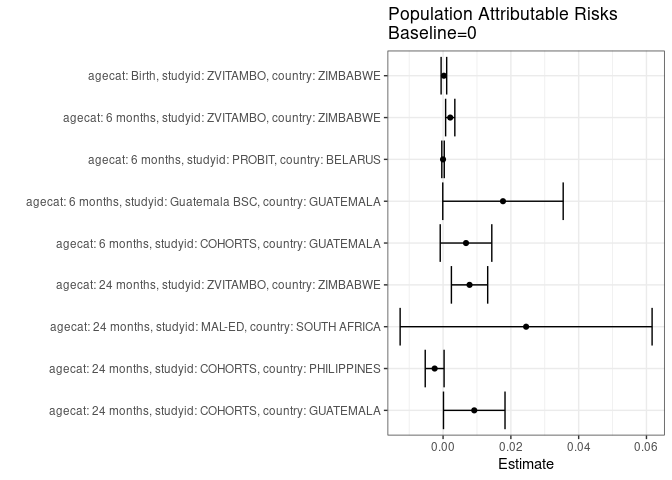 Population Attributable Risks
Baseline=0
agecat: Birth, studyid: ZVITAMBO, country: ZIMBABWE
agecat: 6 months, studyid: ZVITAMBO, country: ZIMBABWE
agecat: 6 months, studyid: PROBIT, country: BELARUS
agecat: 6 months, studyid: Guatemala BSC, country: GUATEMALA
agecat: 6 months, studyid: COHORTS, country: GUATEMALA
agecat: 24 months, studyid: ZVITAMBO, country: ZIMBABWE
agecat: 24 months, studyid: MAL-ED, country: SOUTH AFRICA
agecat: 24 months, studyid: COHORTS, country: PHILIPPINES
agecat: 24 months, studyid: COHORTS, country: GUATEMALA
0.00 0.02 0.04 0.06
Estimate